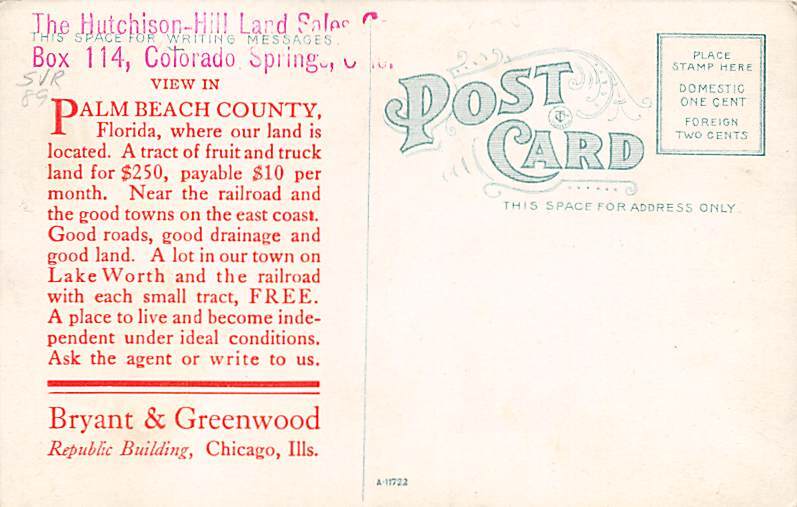 The Hutchison-Hill Land Sales
THIS SPACE FOR WRITING MESSAGES.
Box 114, Colorado Springs,
SVR
89
VIEW IN
PALM BEACH COUNTY,
Florida, where our land is
located. A tract of fruit and truck
land for $250, payable $10 per
month. Near the railroad and
the good towns on the east coast.
Good roads, good drainage and
good land. A lot in our town on
Lake Worth and the railroad
with each small tract, FREE.
A place to live and become inde-
pendent under ideal conditions.
Ask the agent or write to us.
Bryant & Greenwood
Republic Building, Chicago, Ills.
POST
CARD
PLACE
STAMP HERE
DOMESTIC
ONE CENT
FOREIGN
TWO CENTS
THIS SPACE FOR ADDRESS ONLY.
A-11722